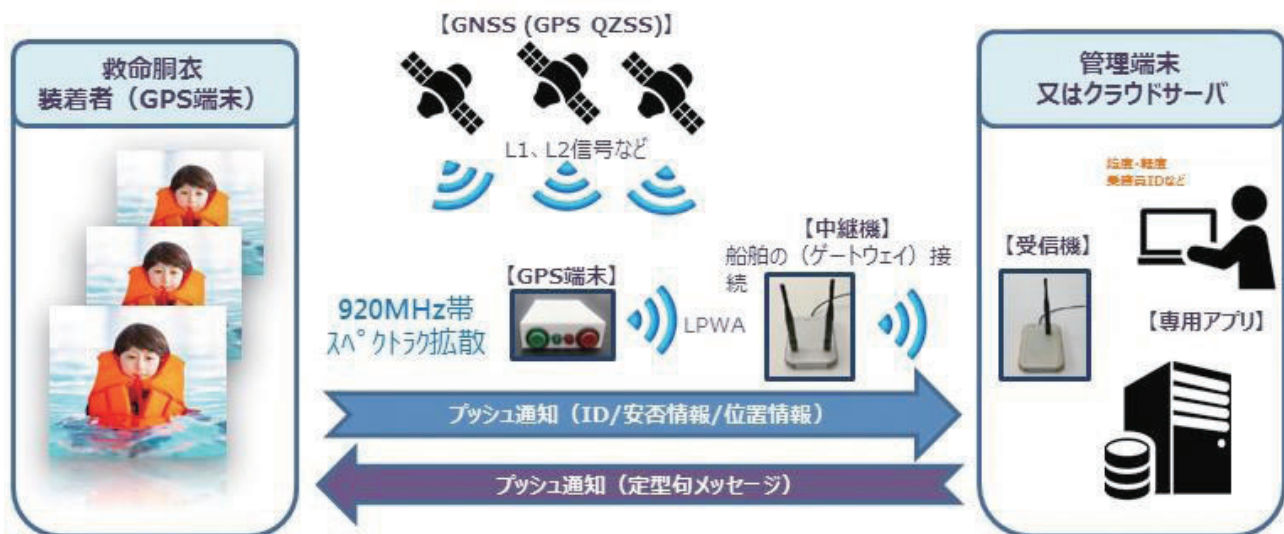 【GNSS (GPS QZSS)】
救命胴衣
装着者（GPS端末）
管理端末
又はクラウドサーバ
L1、L2信号など
緯度・経度
乗務員IDなど
【中継機】
船舶の（ゲートウェイ）接
続
【受信機】
【GPS端末】
920MHz帯
スペクトラク拡散
LPWA
【専用アプリ】
プッシュ通知（ID/安否情報/位置情報）
プッシュ通知（定型句メッセージ）